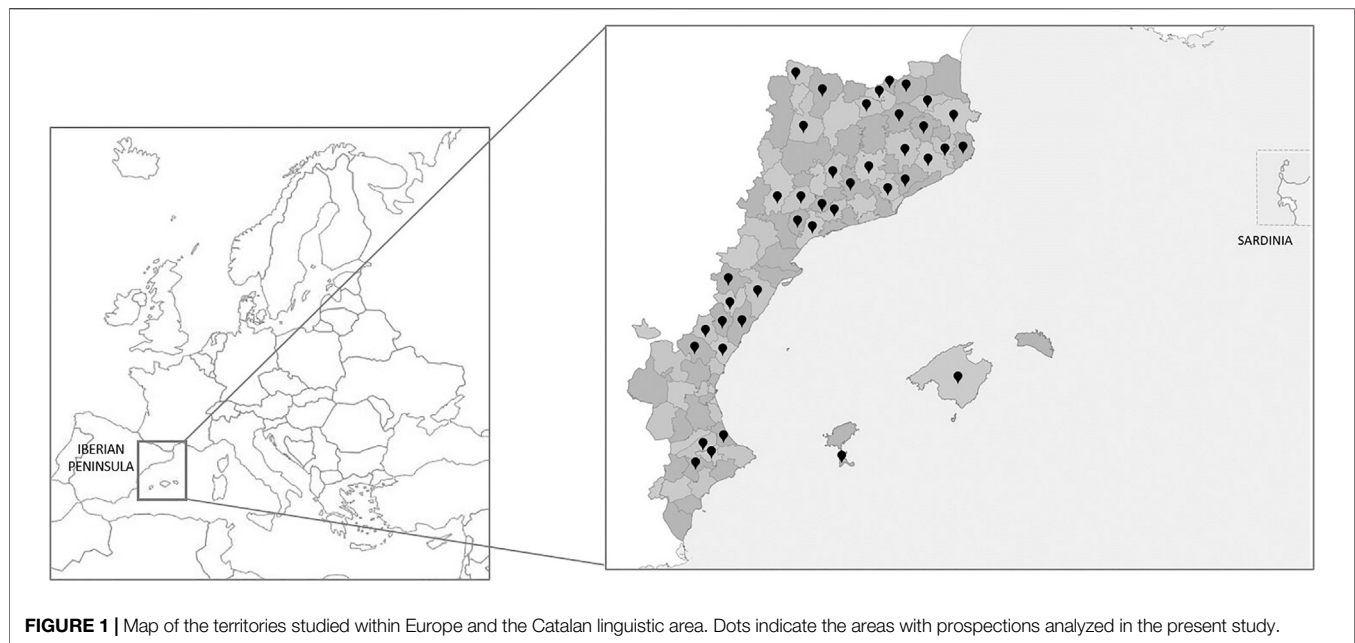 IBERIAN
PENINSULA
SARDINIA
FIGURE 1 | Map of the territories studied within Europe and the Catalan linguistic area. Dots indicate the areas with prospections analyzed in the present study.